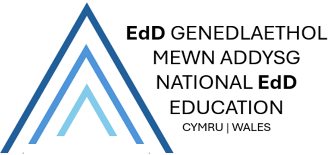 EdD GENEDLAETHOL
MEWN ADDYSG
NATIONAL EdD
EDUCATION
CYMRU | WALES